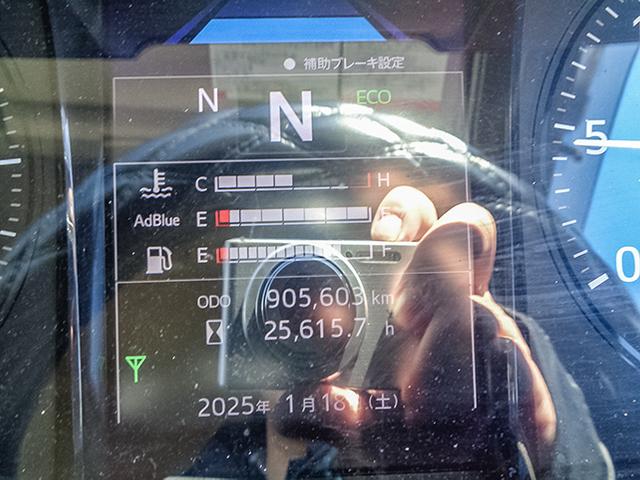 補助ブレーキ設定
N N ECO
C H
AdBlue E F
E F
ODO 905,603 km
25,615.7 h
2025年 1月18日(土)
5
0